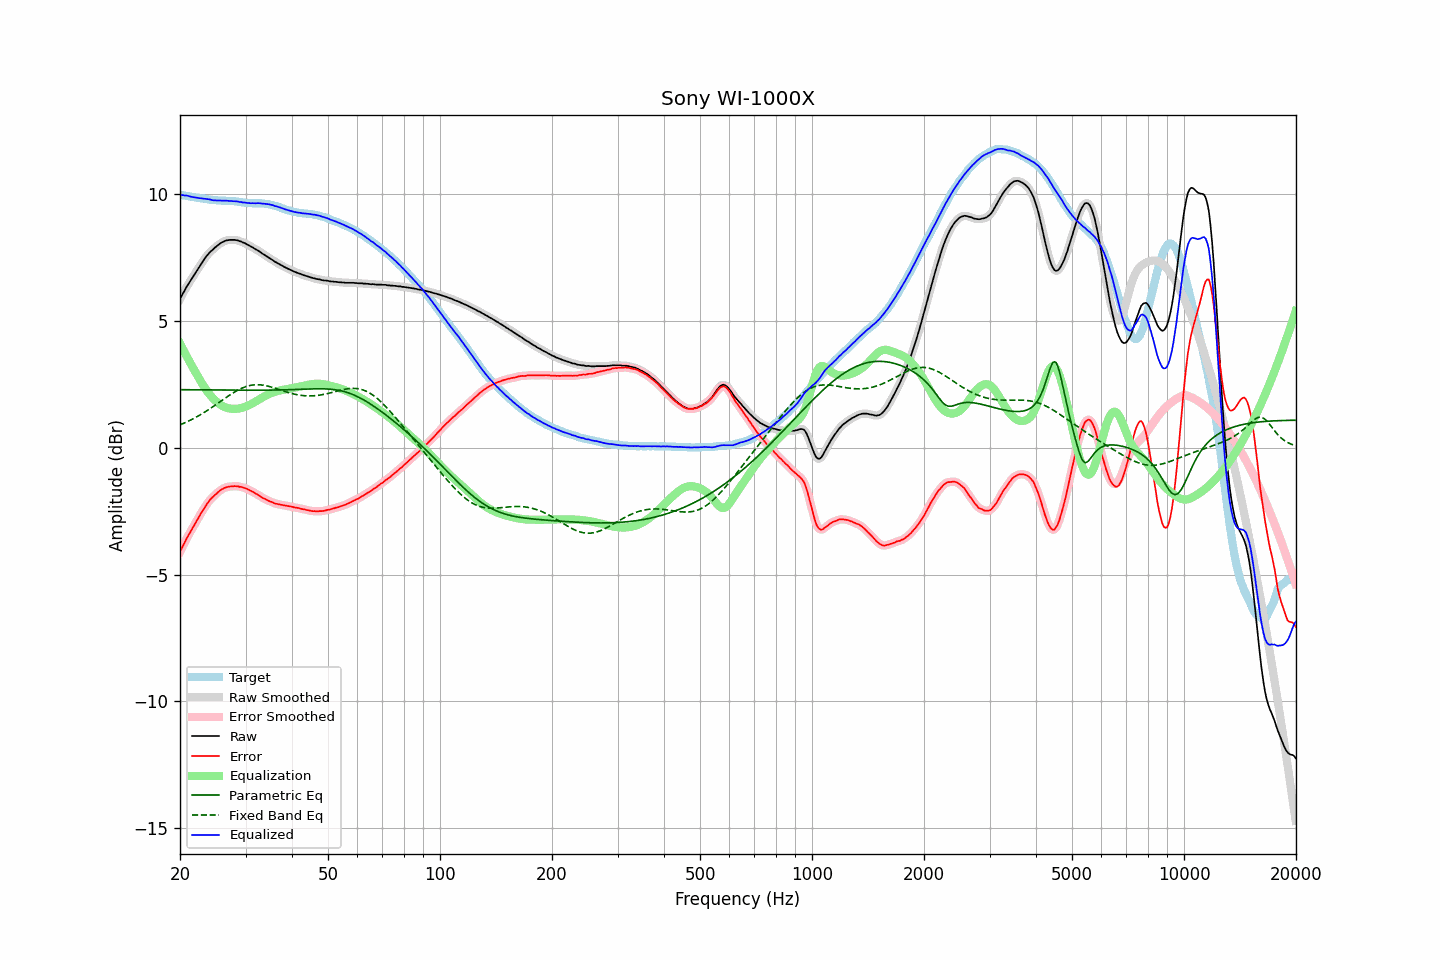 Sony WI-1000X
Amplitude (dBr)
10
5
0
−5
−10
−15
Target
Raw Smoothed
Error Smoothed
Raw
Error
Equalization
Parametric Eq
Fixed Band Eq
Equalized
20 50 100 200 500 1000 2000 5000 10000 20000
Frequency (Hz)